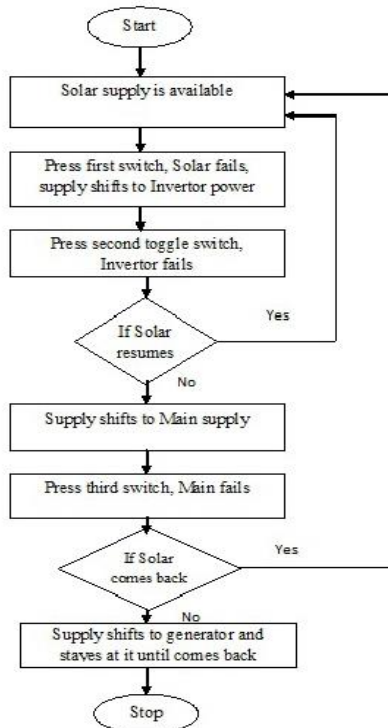 Start
Solar supply is available
Press first switch, Solar fails,
supply shifts to Invertor power
Press second toggle switch,
Invertor fails
If Solar
resumes
Yes
No
Supply shifts to Main supply
Press third switch, Main fails
If Solar
comes back
Yes
No
Supply shifts to generator and
stayes at it until comes back
Stop